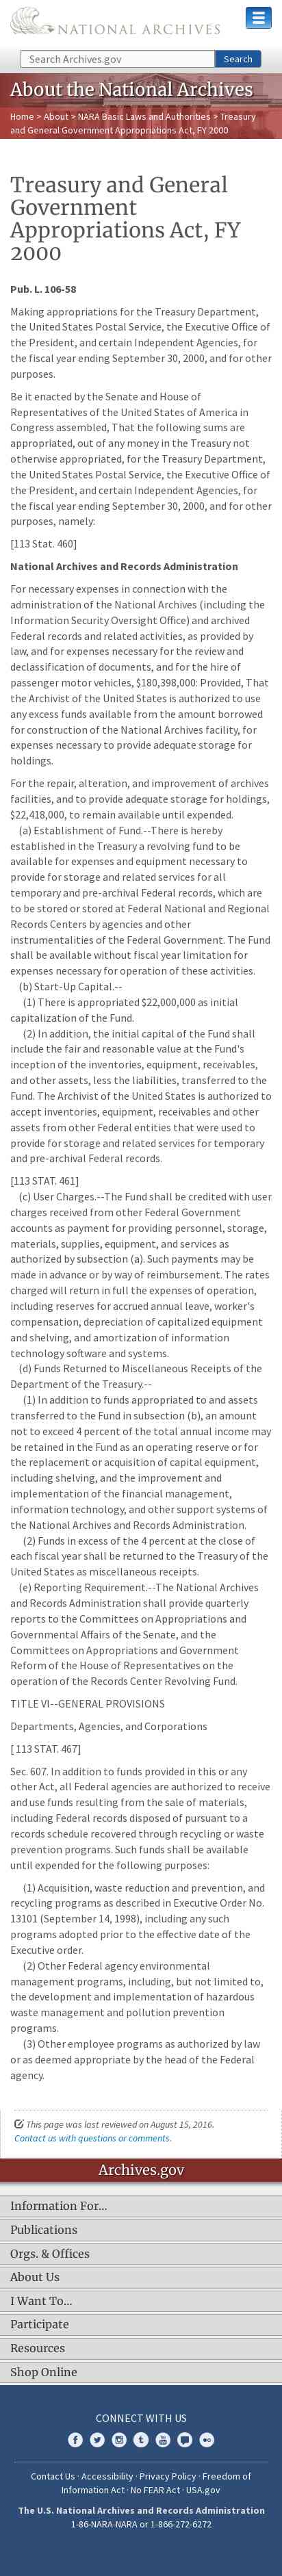 NATIONAL ARCHIVES
Search Archives.gov
Search
About the National Archives
Home > About > NARA Basic Laws and Authorities > Treasury
and General Government Appropriations Act, FY 2000
Treasury and General
Government
Appropriations Act, FY
2000
Pub. L. 106-58
Making appropriations for the Treasury Department,
the United States Postal Service, the Executive Office of
the President, and certain Independent Agencies, for
the fiscal year ending September 30, 2000, and for other
purposes.
Be it enacted by the Senate and House of
Representatives of the United States of America in
Congress assembled, That the following sums are
appropriated, out of any money in the Treasury not
otherwise appropriated, for the Treasury Department,
the United States Postal Service, the Executive Office of
the President, and certain Independent Agencies, for
the fiscal year ending September 30, 2000, and for other
purposes, namely:
[113 Stat. 460]
National Archives and Records Administration
For necessary expenses in connection with the
administration of the National Archives (including the
Information Security Oversight Office) and archived
Federal records and related activities, as provided by
law, and for expenses necessary for the review and
declassification of documents, and for the hire of
passenger motor vehicles, $180,398,000: Provided, That
the Archivist of the United States is authorized to use
any excess funds available from the amount borrowed
for construction of the National Archives facility, for
expenses necessary to provide adequate storage for
holdings.
For the repair, alteration, and improvement of archives
facilities, and to provide adequate storage for holdings,
$22,418,000, to remain available until expended.
(a) Establishment of Fund.--There is hereby
established in the Treasury a revolving fund to be
available for expenses and equipment necessary to
provide for storage and related services for all
temporary and pre-archival Federal records, which are
to be stored or stored at Federal National and Regional
Records Centers by agencies and other
instrumentalities of the Federal Government. The Fund
shall be available without fiscal year limitation for
expenses necessary for operation of these activities.
(b) Start-Up Capital.--
(1) There is appropriated $22,000,000 as initial
capitalization of the Fund.
(2) In addition, the initial capital of the Fund shall
include the fair and reasonable value at the Fund's
inception of the inventories, equipment, receivables,
and other assets, less the liabilities, transferred to the
Fund. The Archivist of the United States is authorized to
accept inventories, equipment, receivables and other
assets from other Federal entities that were used to
provide for storage and related services for temporary
and pre-archival Federal records.
[113 STAT. 461]
(c) User Charges.--The Fund shall be credited with user
charges received from other Federal Government
accounts as payment for providing personnel, storage,
materials, supplies, equipment, and services as
authorized by subsection (a). Such payments may be
made in advance or by way of reimbursement. The rates
charged will return in full the expenses of operation,
including reserves for accrued annual leave, worker's
compensation, depreciation of capitalized equipment
and shelving, and amortization of information
technology software and systems.
(d) Funds Returned to Miscellaneous Receipts of the
Department of the Treasury.--
(1) In addition to funds appropriated to and assets
transferred to the Fund in subsection (b), an amount
not to exceed 4 percent of the total annual income may
be retained in the Fund as an operating reserve or for
the replacement or acquisition of capital equipment,
including shelving, and the improvement and
implementation of the financial management,
information technology, and other support systems of
the National Archives and Records Administration.
(2) Funds in excess of the 4 percent at the close of
each fiscal year shall be returned to the Treasury of the
United States as miscellaneous receipts.
(e) Reporting Requirement.--The National Archives
and Records Administration shall provide quarterly
reports to the Committees on Appropriations and
Governmental Affairs of the Senate, and the
Committees on Appropriations and Government
Reform of the House of Representatives on the
operation of the Records Center Revolving Fund.
TITLE VI--GENERAL PROVISIONS
Departments, Agencies, and Corporations
[ 113 STAT. 467]
Sec. 607. In addition to funds provided in this or any
other Act, all Federal agencies are authorized to receive
and use funds resulting from the sale of materials,
including Federal records disposed of pursuant to a
records schedule recovered through recycling or waste
prevention programs. Such funds shall be available
until expended for the following purposes:
(1) Acquisition, waste reduction and prevention, and
recycling programs as described in Executive Order No.
13101 (September 14, 1998), including any such
programs adopted prior to the effective date of the
Executive order.
(2) Other Federal agency environmental
management programs, including, but not limited to,
the development and implementation of hazardous
waste management and pollution prevention
programs.
(3) Other employee programs as authorized by law
or as deemed appropriate by the head of the Federal
agency.
This page was last reviewed on August 15, 2016.
Contact us with questions or comments.
Archives.gov
Information For…
Publications
Orgs. & Offices
About Us
I Want To…
Participate
Resources
Shop Online
CONNECT WITH US
Contact Us · Accessibility · Privacy Policy · Freedom of
Information Act · No FEAR Act · USA.gov
The U.S. National Archives and Records Administration
1-86-NARA-NARA or 1-866-272-6272